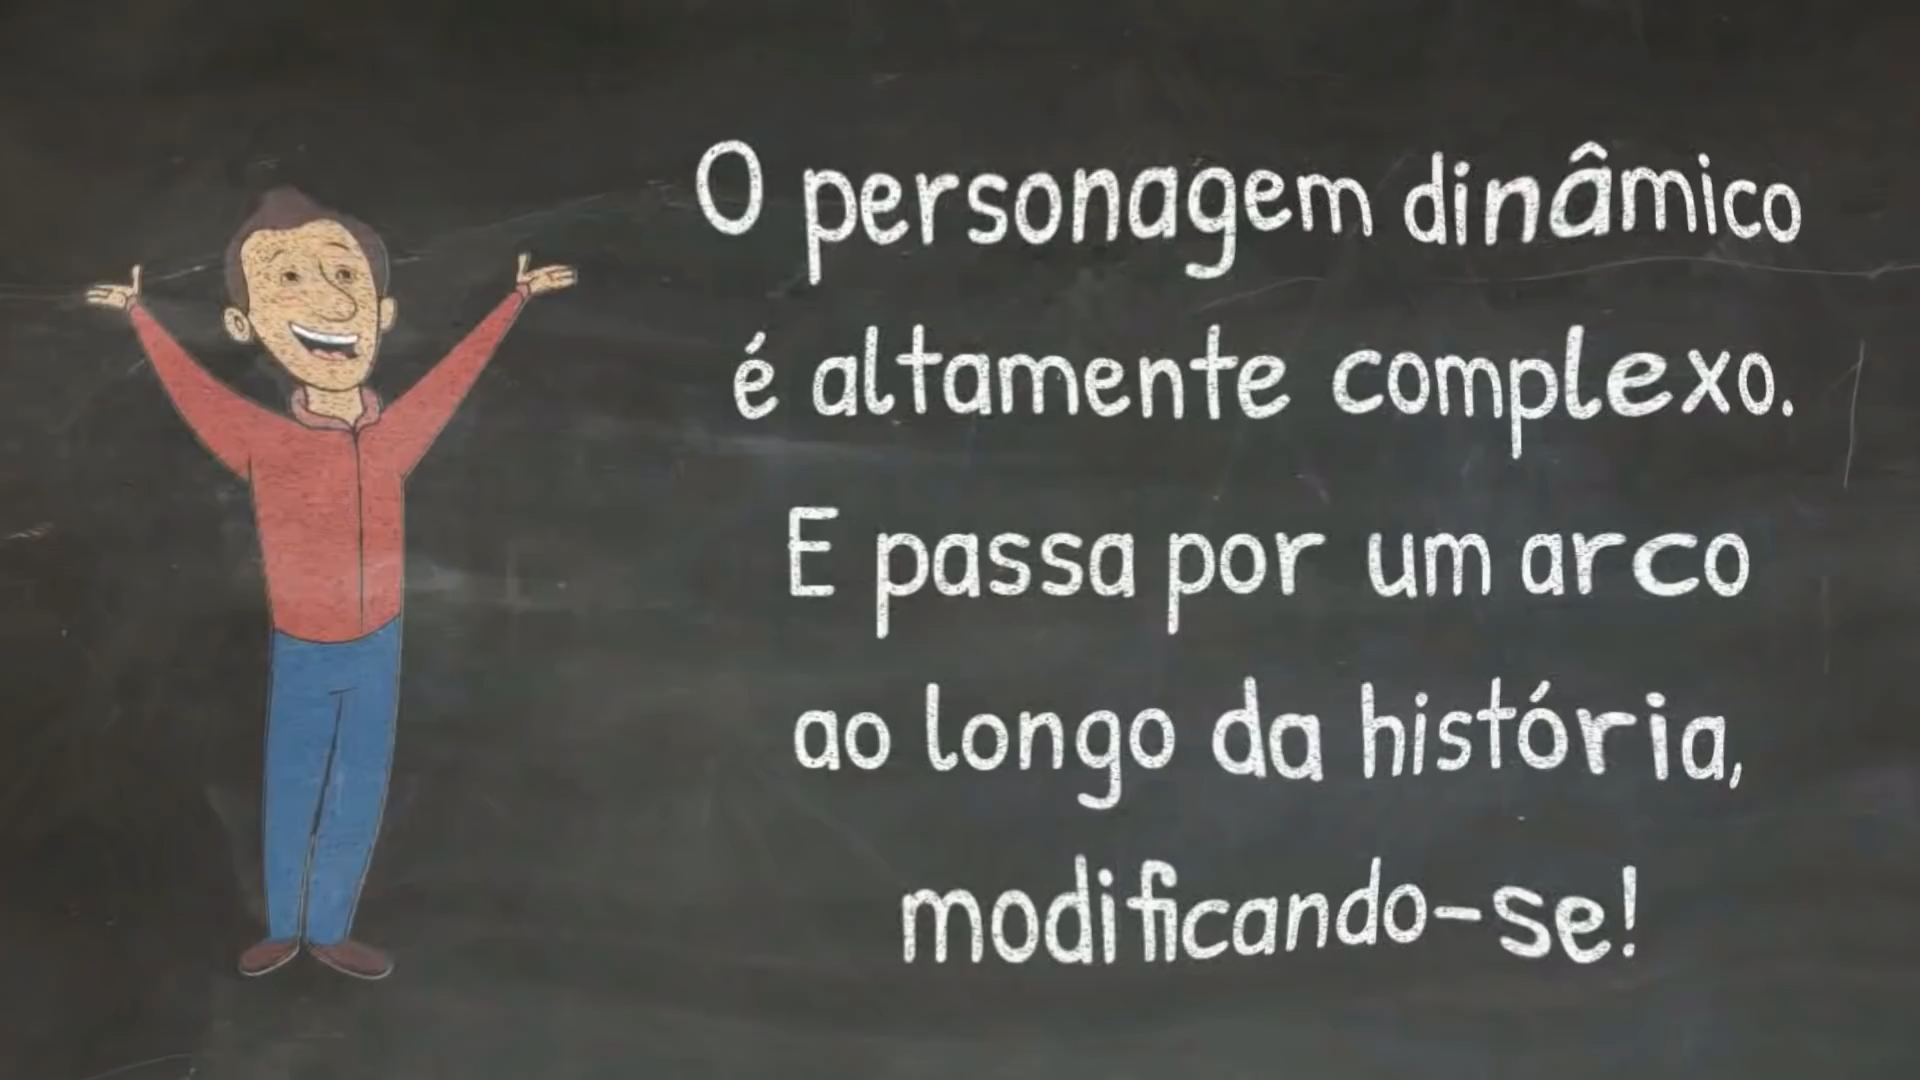 O personagem dinâmico
é altamente complexo.
E passa por um arco
ao longo da história,
modificando-se!